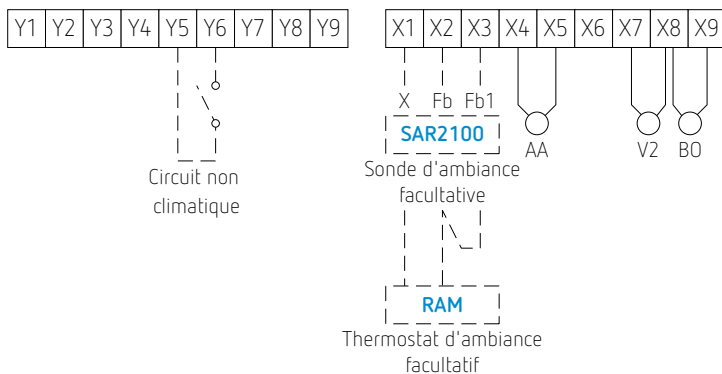 Y1 Y2 Y3 Y4 Y5 Y6 Y7 Y8 Y9
X1 X2 X3 X4 X5 X6 X7 X8 X9
X Fb Fb1
SAR2100
AA
V2 BO
Sonde d'ambiance
facultative
Circuit non
climatique
RAM
Thermostat d'ambiance
facultatif